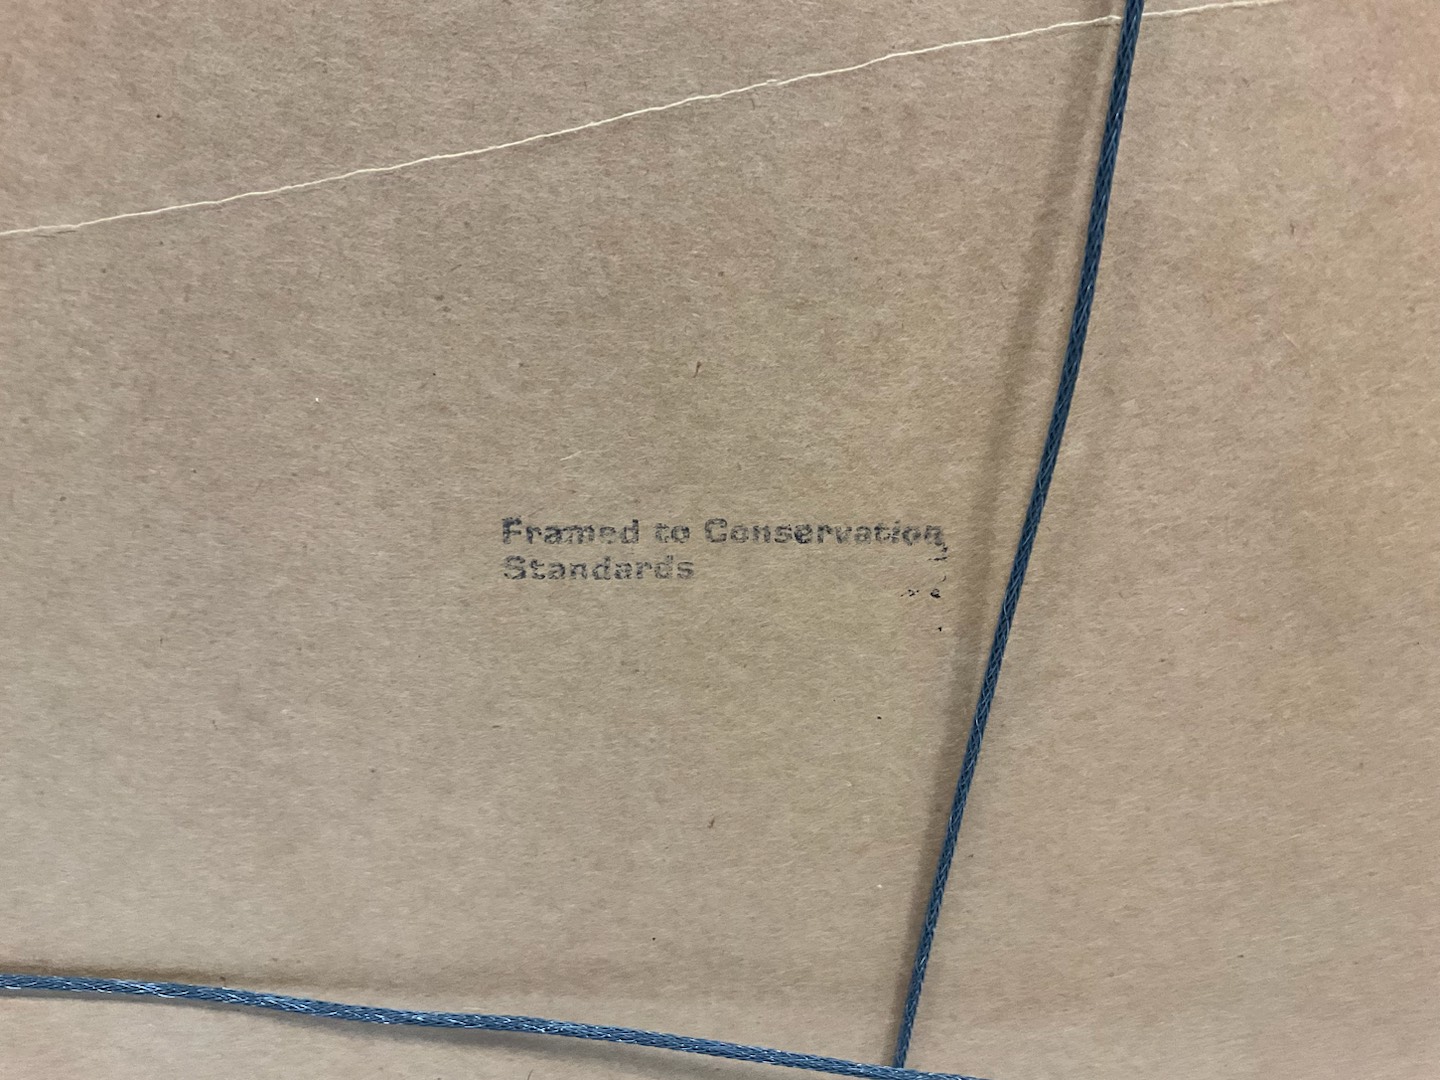 Framed to Conservation
Standards